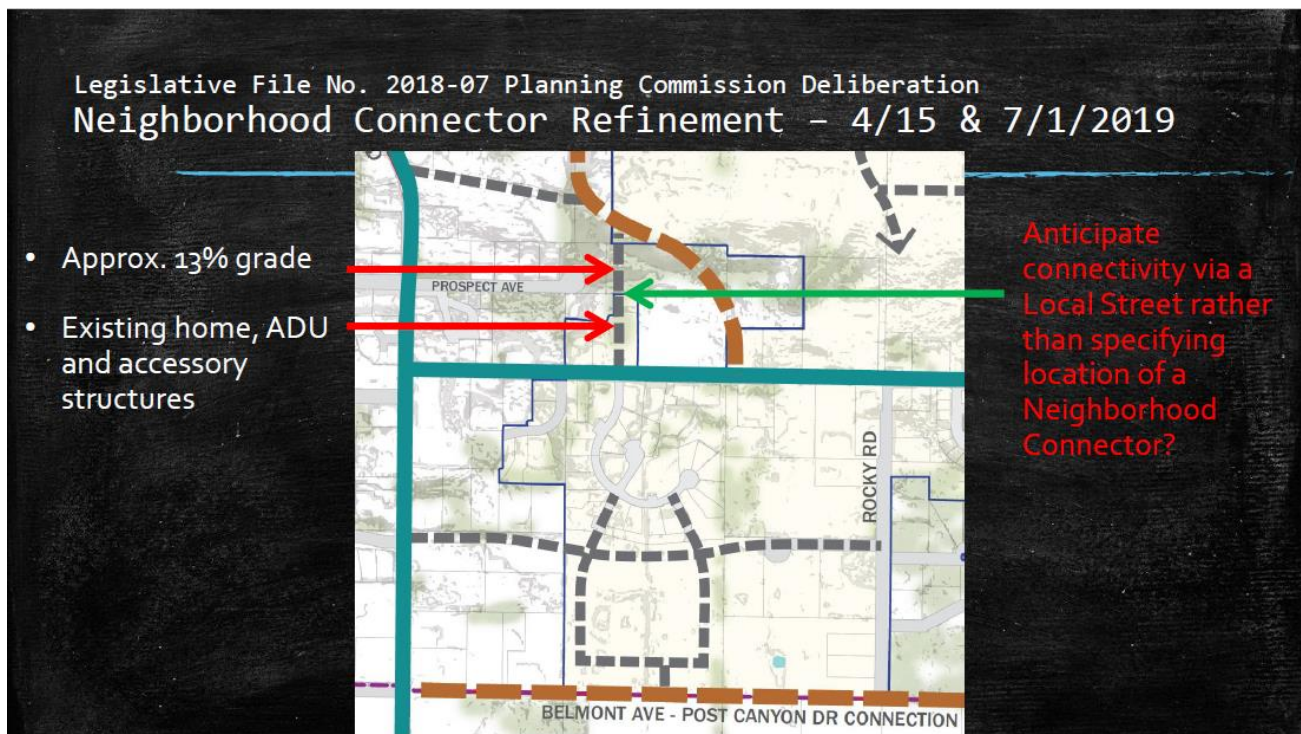 Legislative File No. 2018-07 Planning Commission Deliberation
Neighborhood Connector Refinement – 4/15 & 7/1/2019
• Approx. 13% grade
• Existing home, ADU
and accessory
structures
PROSPECT AVE
ROCKY RD
BELMONT AVE - POST CANYON DR CONNECTION
Anticipate
connectivity via a
Local Street rather
than specifying
location of a
Neighborhood
Connector?